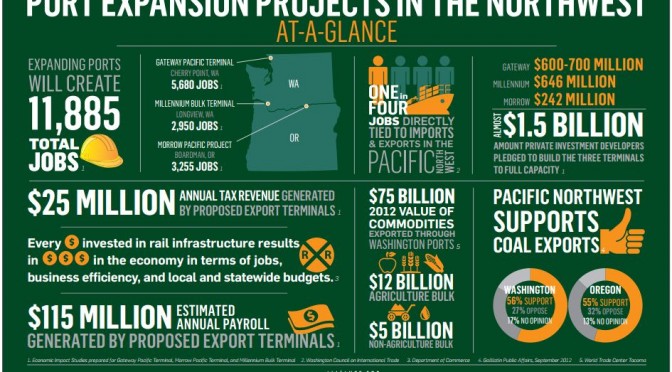 PORT EXPANSION PROJECTS IN THE NORTHWEST
AT-A-GLANCE
EXPANDING PORTS
WILL CREATE
11,885
TOTAL
JOBS 1
GATEWAY PACIFIC TERMINAL
CHERRY POINT, WA
5,680 JOBS 1
MILLENNIUM BULK TERMINAL
LONGVIEW, WA
2,950 JOBS 1
MORROW PACIFIC PROJECT
BOARDMAN, OR
3,255 JOBS 1
WA
OR
ONE in
FOUR
JOBS DIRECTLY
TIED TO IMPORTS
& EXPORTS IN THE
PACIFIC NORTHWEST 2
GATEWAY $600-700 MILLION
MILLENNIUM $646 MILLION
MORROW $242 MILLION
ALMOST $1.5 BILLION
AMOUNT PRIVATE INVESTMENT DEVELOPERS
PLEDGED TO BUILD THE THREE TERMINALS
TO FULL CAPACITY 1
$25 MILLION ANNUAL TAX REVENUE GENERATED
BY PROPOSED EXPORT TERMINALS 1
Every $ invested in rail infrastructure results
in $ $ $ in the economy in terms of jobs,
business efficiency, and local and statewide budgets. 3
R R
$115 MILLION ESTIMATED
ANNUAL PAYROLL
GENERATED BY PROPOSED EXPORT TERMINALS 1
$75 BILLION
2012 VALUE OF
COMMODITIES
EXPORTED THROUGH
WASHINGTON PORTS 5
$12 BILLION
AGRICULTURE BULK
$5 BILLION
NON-AGRICULTURE BULK
PACIFIC NORTHWEST
SUPPORTS
COAL EXPORTS 4
WASHINGTON
56% SUPPORT
27% OPPOSE
17% NO OPINION
OREGON
55% SUPPORT
32% OPPOSE
13% NO OPINION
1. Economic Impact Studies prepared for Gateway Pacific Terminal, Morrow Pacific Terminal, and Millennium Bulk Terminal 2. Washington Council on International Trade 3. Department of Commerce 4. Gallatin Public Affairs, September 2012 5. World Trade Center Tacoma